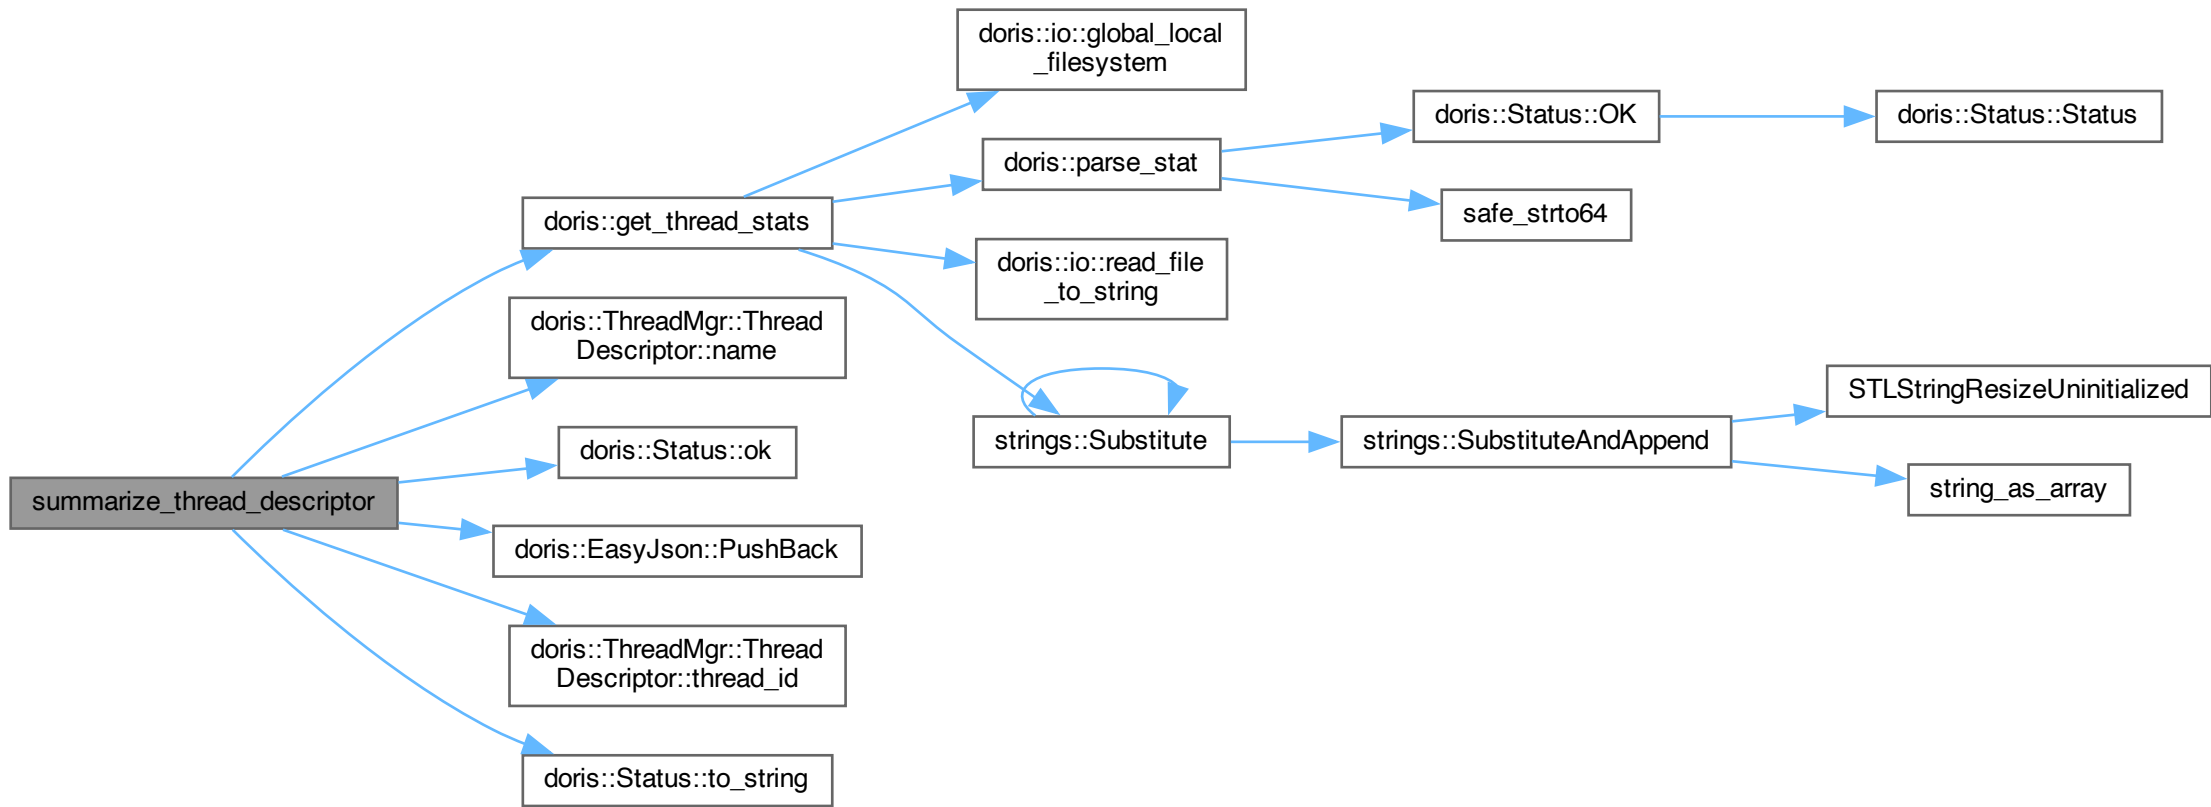 doris::io::global_local
_filesystem
doris::Status::OK
doris::Status::Status
doris::parse_stat
safe_strto64
doris::get_thread_stats
doris::io::read_file
_to_string
doris::ThreadMgr::Thread
Descriptor::name
STLStringResizeUninitialized
strings::Substitute
strings::SubstituteAndAppend
doris::Status::ok
string_as_array
summarize_thread_descriptor
doris::EasyJson::PushBack
doris::ThreadMgr::Thread
Descriptor::thread_id
doris::Status::to_string